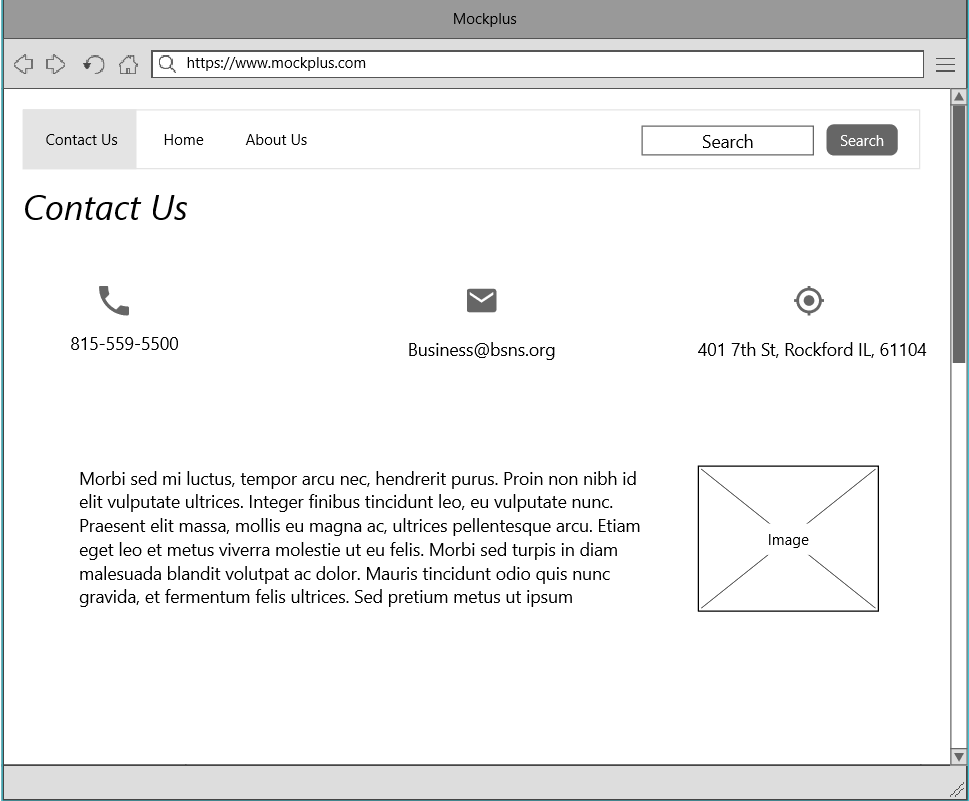 Mockplus
https://www.mockplus.com
Contact Us Home About Us Search Search
Contact Us
815-559-5500
Business@bsns.org
401 7th St, Rockford IL, 61104
Morbi sed mi luctus, tempor arcu nec, hendrerit purus. Proin non nibh id
elit vulputate ultrices. Integer finibus tincidunt leo, eu vulputate nunc.
Praesent elit massa, mollis eu magna ac, ultrices pellentesque arcu. Etiam
eget leo et metus viverra molestie ut eu felis. Morbi sed turpis in diam
malesuada blandit volutpat ac dolor. Mauris tincidunt odio quis nunc
gravida, et fermentum felis ultrices. Sed pretium metus ut ipsum
Image